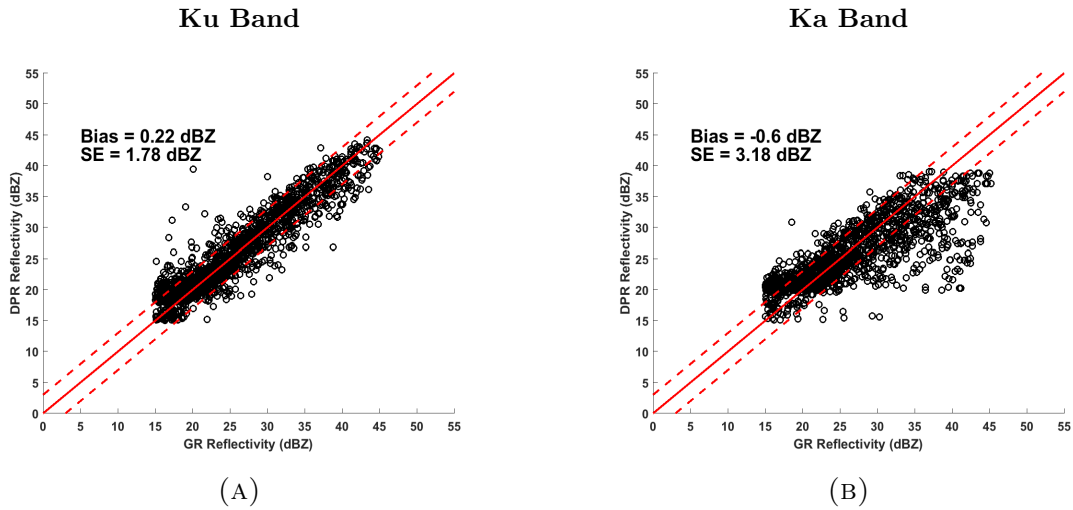 Ku Band
Ka Band
55
50
45
40
35
30
25
20
15
10
5
0
DPR Reflectivity (dBZ)
Bias = 0.22 dBZ
SE = 1.78 dBZ
0 5 10 15 20 25 30 35 40 45 50 55
GR Reflectivity (dBZ)
(A)
55
50
45
40
35
30
25
20
15
10
5
0
DPR Reflectivity (dBZ)
Bias = -0.6 dBZ
SE = 3.18 dBZ
0 5 10 15 20 25 30 35 40 45 50 55
GR Reflectivity (dBZ)
(B)